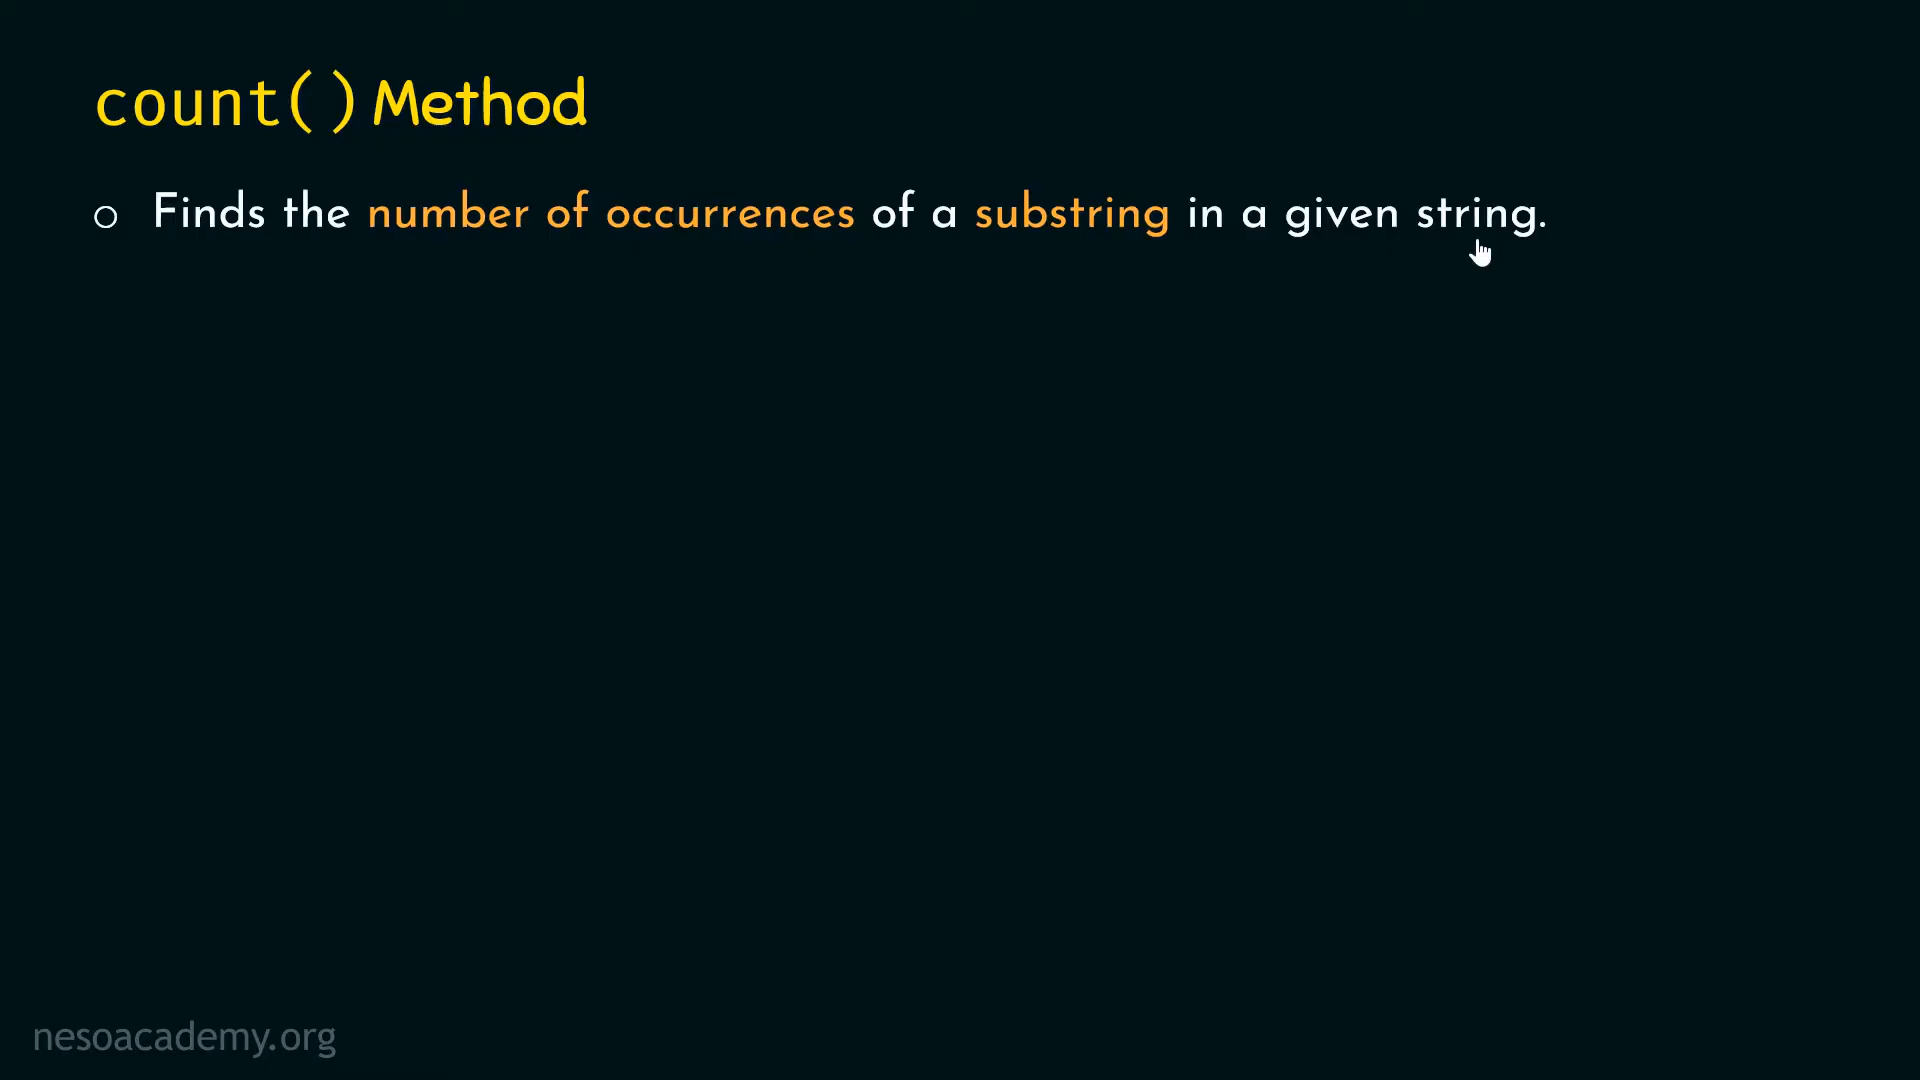 count() Method
Finds the number of occurrences of a substring in a given string.
nesoacademy.org